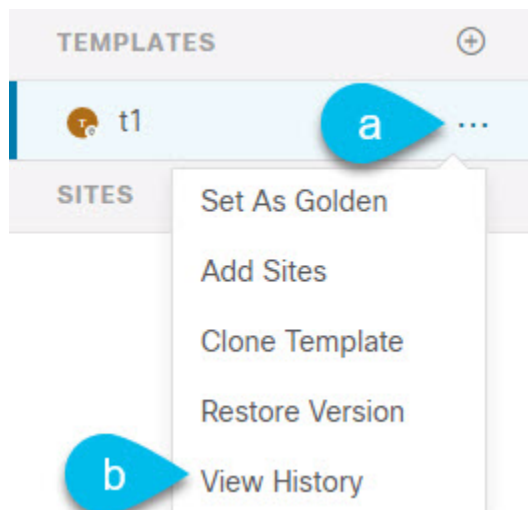 TEMPLATES
T t1 a ...
SITES
Set As Golden
Add Sites
Clone Template
Restore Version
b View History